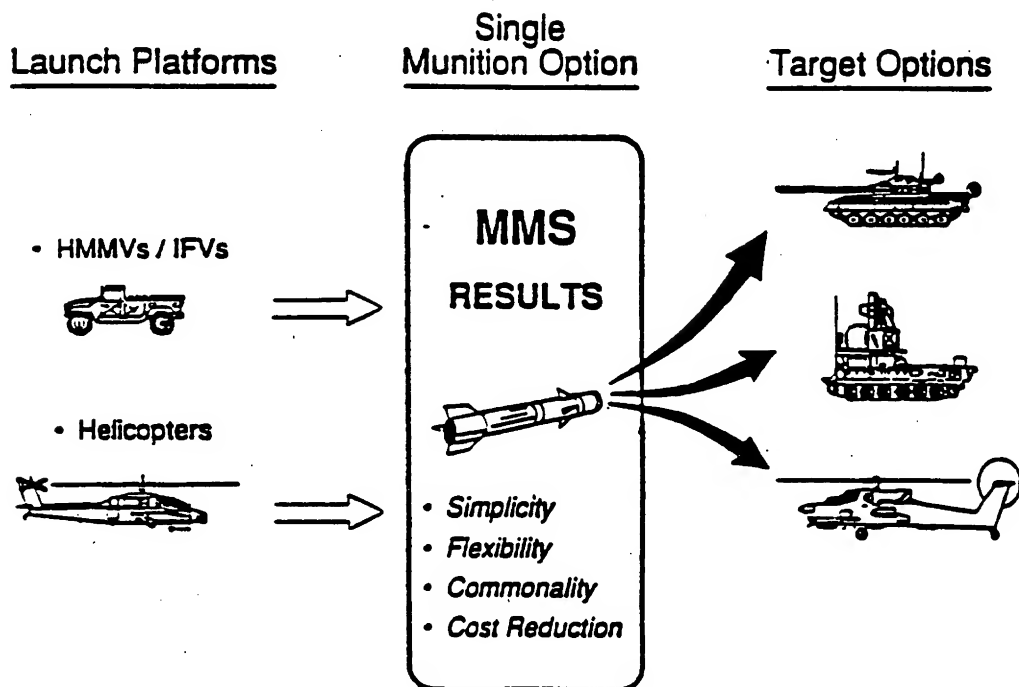 Launch Platforms
Single
Munition Option
Target Options
• HMMVs / IFVs
• Helicopters
MMS
RESULTS
• Simplicity
• Flexibility
• Commonality
• Cost Reduction